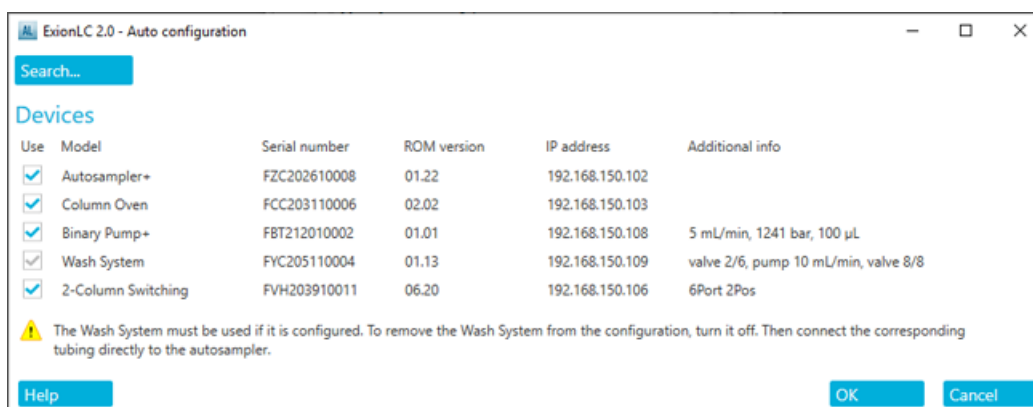 AL ExionLC 2.0 - Auto configuration
Search...
Devices
Use Model Serial number ROM version IP address Additional info
Autosampler+ FZC202610008 01.22 192.168.150.102
Column Oven FCC203110006 02.02 192.168.150.103
Binary Pump+ FBT212010002 01.01 192.168.150.108 5 mL/min, 1241 bar, 100 µL
Wash System FYC205110004 01.13 192.168.150.109 valve 2/6, pump 10 mL/min, valve 8/8
2-Column Switching FVH203910011 06.20 192.168.150.106 6Port 2Pos
The Wash System must be used if it is configured. To remove the Wash System from the configuration, turn it off. Then connect the corresponding
tubing directly to the autosampler.
Help OK Cancel